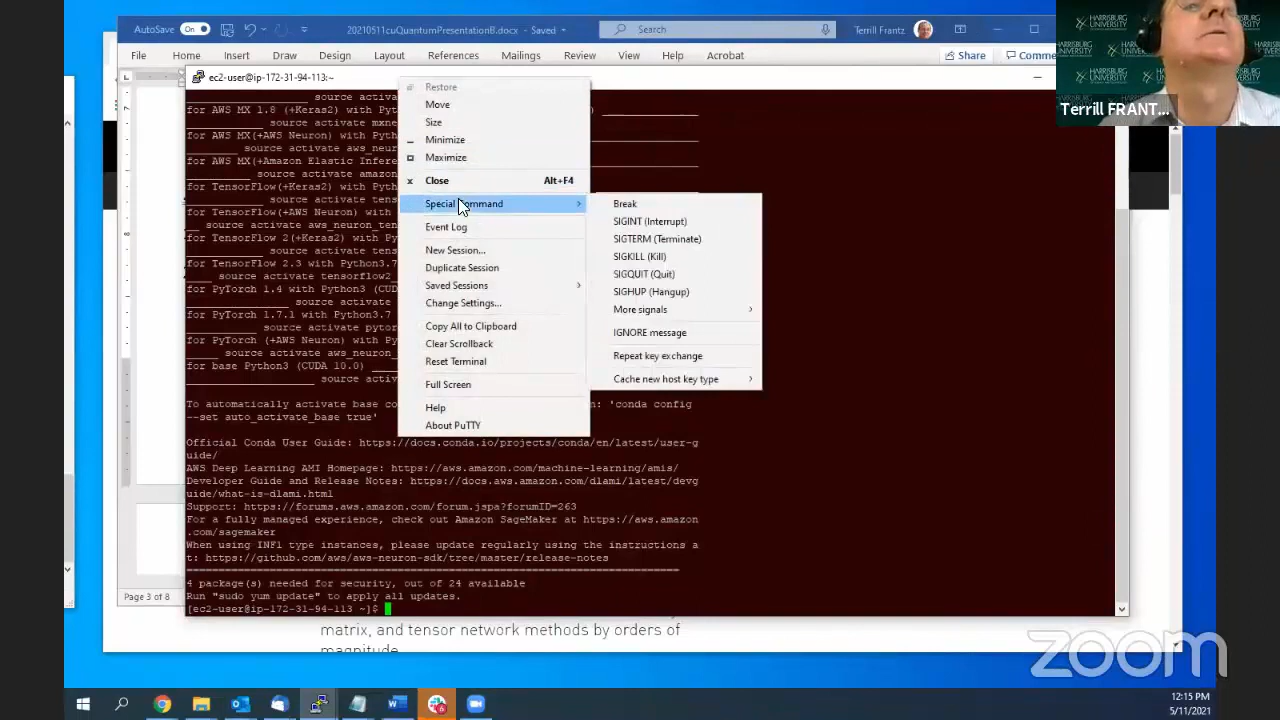 AutoSave On 20210511cuQuantumPresentationB.docx - Saved Search Terrill Frantz
File Home Insert Draw Design Layout References Mailings Review View Help Acrobat Share Comme
HARRISBURG UNIVERSITY
HARRISBURG UNIVERSITY
Terrill FRANT...
ec2-user@ip-172-31-94-113:~
source activa
for AWS MX 1.8 (+Keras2) with Pyt
source activate mxne
for AWS MX(+AWS Neuron) with Pyth
source activate aws_neur
for AWS MX(+Amazon Elastic Infere
source activate amazon
for TensorFlow(+Keras2) with Pyth
source activate tens
for TensorFlow(+AWS Neuron) with
source activate aws_neur
for TensorFlow 2(+Keras2) with Py
source activate tens
for TensorFlow 2.3 with Python3.7
source activate tensorflow2
for PyTorch 1.4 with Python3 (CUD
source activate
for PyTorch 1.7.1 with Python3.7
source activate pytor
for PyTorch (+AWS Neuron) with Py
source activate aws_neuron_
for base Python3 (CUDA 10.0)
source activ
To automatically activate base co n: 'conda config
--set auto_activate_base true'
Official Conda User Guide: https://docs.conda.io/projects/conda/en/latest/user-g
uide/
AWS Deep Learning AMI Homepage: https://aws.amazon.com/machine-learning/amis/
Developer Guide and Release Notes: https://docs.aws.amazon.com/dlami/latest/devg
uide/what-is-dlami.html
Support: https://forums.aws.amazon.com/forum.jspa?forumID=263
For a fully managed experience, check out Amazon SageMaker at https://aws.amazon
.com/sagemaker
When using INF1 type instances, please update regularly using the instructions a
t: https://github.com/aws/aws-neuron-sdk/tree/master/release-notes
4 package(s) needed for security, out of 24 available
Run "sudo yum update" to apply all updates.
[ec2-user@ip-172-31-94-113 ~]$
Restore
Move
Size
Minimize
Maximize
Close Alt+F4
Special Command
Event Log
New Session...
Duplicate Session
Saved Sessions
Change Settings...
Copy All to Clipboard
Clear Scrollback
Reset Terminal
Full Screen
Help
About PuTTY
Break
SIGINT (Interrupt)
SIGTERM (Terminate)
SIGKILL (Kill)
SIGQUIT (Quit)
SIGHUP (Hangup)
More signals
IGNORE message
Repeat key exchange
Cache new host key type
Page 3 of 8
matrix, and tensor network methods by orders of
magnitude.
zoom
12:15 PM
5/11/2021